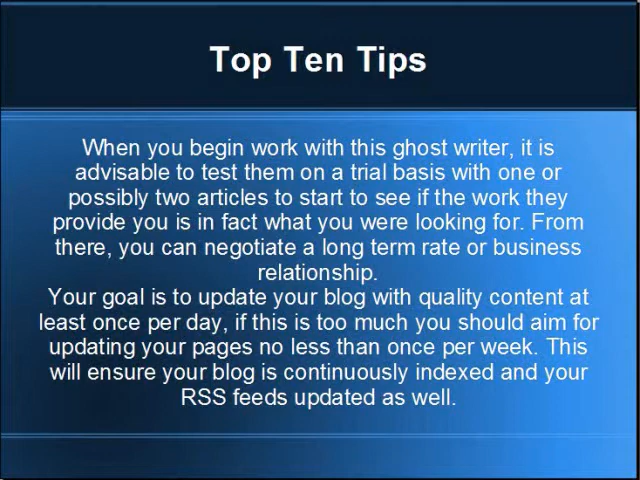 Top Ten Tips
When you begin work with this ghost writer, it is
advisable to test them on a trial basis with one or
possibly two articles to start to see if the work they
provide you is in fact what you were looking for. From
there, you can negotiate a long term rate or business
relationship.
Your goal is to update your blog with quality content at
least once per day, if this is too much you should aim for
updating your pages no less than once per week. This
will ensure your blog is continuously indexed and your
RSS feeds updated as well.